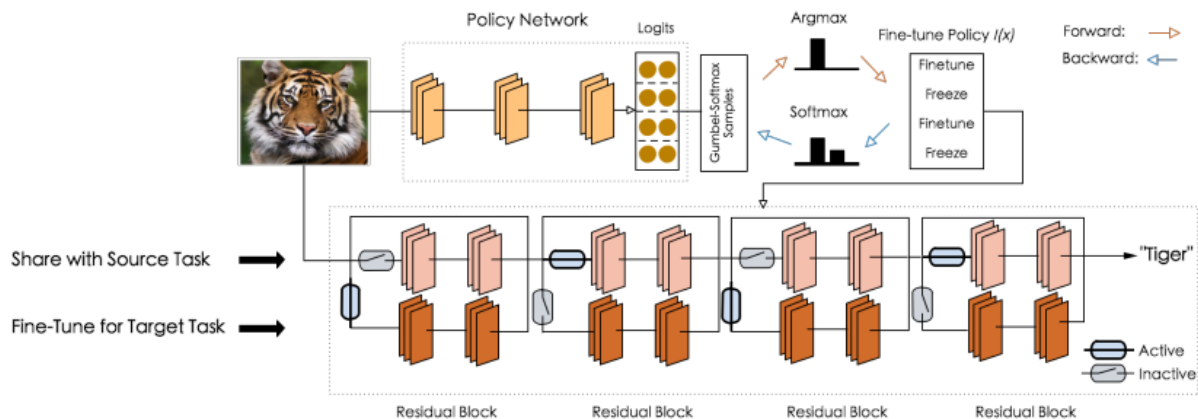 Policy Network
Logits
Gumbel-Softmax
Samples
Argmax
Softmax
Fine-tune Policy I(x)
Finetune
Freeze
Finetune
Freeze
Forward:
Backward:
Share with Source Task
Fine-Tune for Target Task
"Tiger"
Active
Inactive
Residual Block
Residual Block
Residual Block
Residual Block